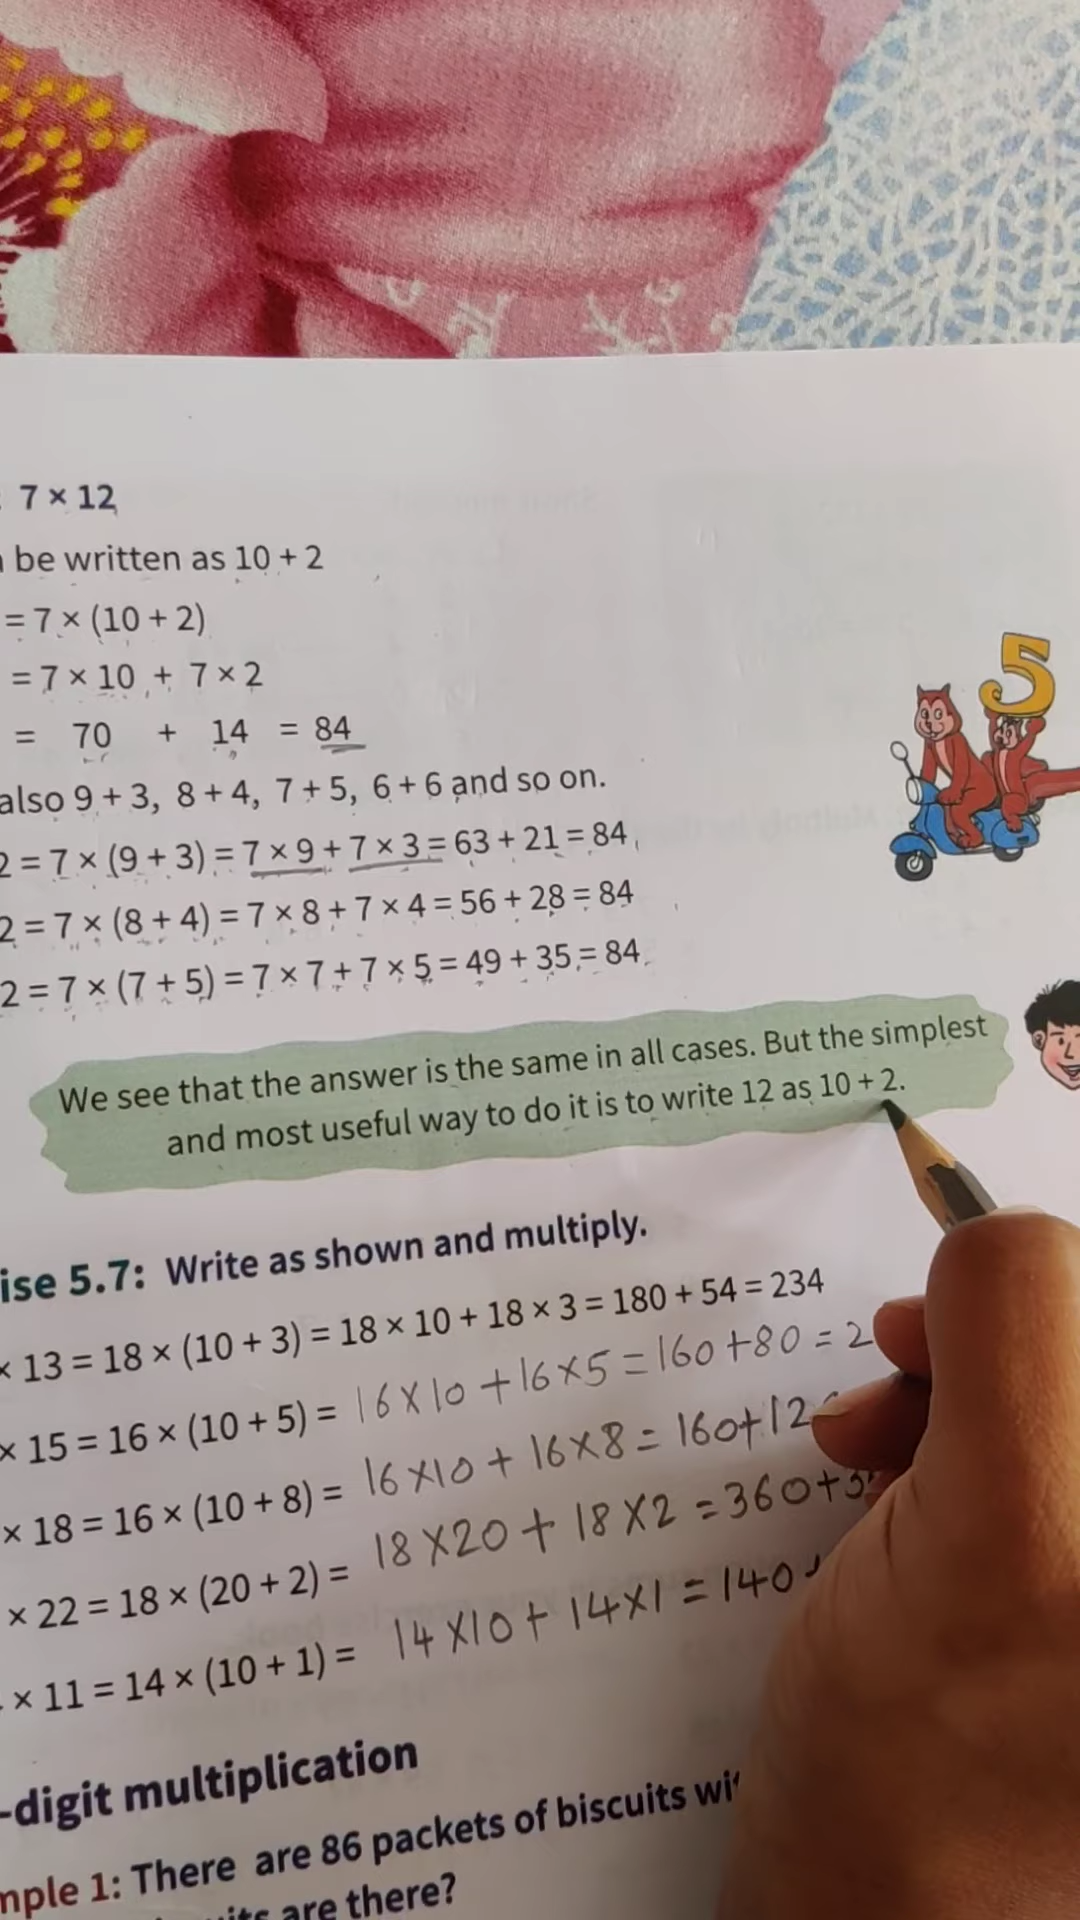 7 × 12
be written as 10 + 2
= 7 × (10 + 2)
= 7 × 10 + 7 × 2
= 70 + 14 = 84
also 9 + 3, 8 + 4, 7 + 5, 6 + 6 and so on.
2 = 7 × (9 + 3) = 7 × 9 + 7 × 3 = 63 + 21 = 84
2 = 7 × (8 + 4) = 7 × 8 + 7 × 4 = 56 + 28 = 84
2 = 7 × (7 + 5) = 7 × 7 + 7 × 5 = 49 + 35 = 84
5
We see that the answer is the same in all cases. But the simplest
and most useful way to do it is to write 12 as 10 + 2.
ise 5.7: Write as shown and multiply.
× 13 = 18 × (10 + 3) = 18 × 10 + 18 × 3 = 180 + 54 = 234
× 15 = 16 × (10 + 5) = 16 × 10 + 16 × 5 = 160 + 80 = 2
× 18 = 16 × (10 + 8) = 16 × 10 + 16 × 8 = 160 + 12
× 22 = 18 × (20 + 2) = 18 × 20 + 18 × 2 = 360 + 3
× 11 = 14 × (10 + 1) = 14 × 10 + 14 × 1 = 140
-digit multiplication
mple 1: There are 86 packets of biscuits wi
are there?